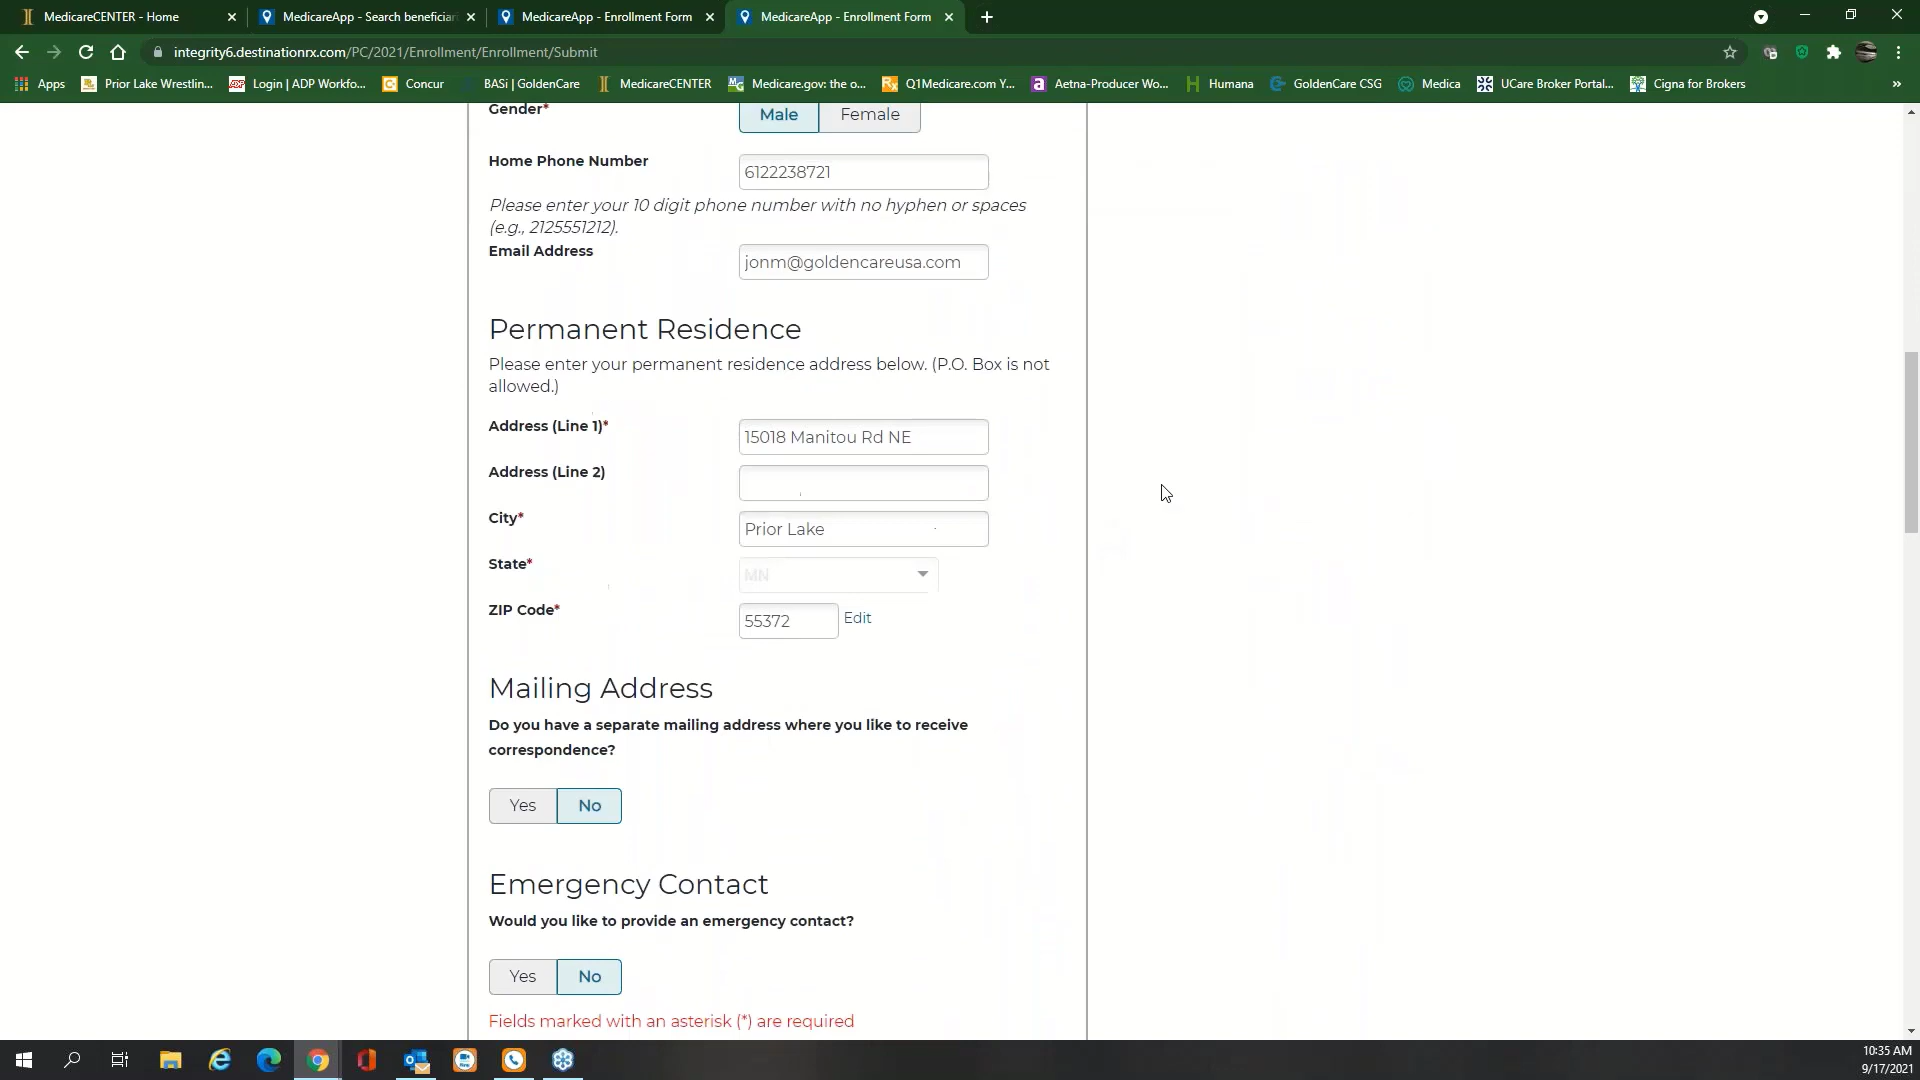 MedicareCENTER - Home
MedicareApp - Search beneficiar
MedicareApp - Enrollment Form
MedicareApp - Enrollment Form
integrity6.destinationrx.com/PC/2021/Enrollment/Enrollment/Submit
Apps
Prior Lake Wrestlin...
Login | ADP Workfo...
Concur
BASi | GoldenCare
MedicareCENTER
Medicare.gov: the o...
Q1Medicare.com Y...
Aetna-Producer Wo...
Humana
GoldenCare CSG
Medica
UCare Broker Portal...
Cigna for Brokers
»
Gender*
Male
Female
Home Phone Number
6122238721
Please enter your 10 digit phone number with no hyphen or spaces
(e.g., 2125551212).
Email Address
jonm@goldencareusa.com
Permanent Residence
Please enter your permanent residence address below. (P.O. Box is not
allowed.)
Address (Line 1)*
15018 Manitou Rd NE
Address (Line 2)
City*
Prior Lake
State*
MN
ZIP Code*
55372
Edit
Mailing Address
Do you have a separate mailing address where you like to receive
correspondence?
Yes
No
Emergency Contact
Would you like to provide an emergency contact?
Yes
No
Fields marked with an asterisk (*) are required
10:35 AM
9/17/2021